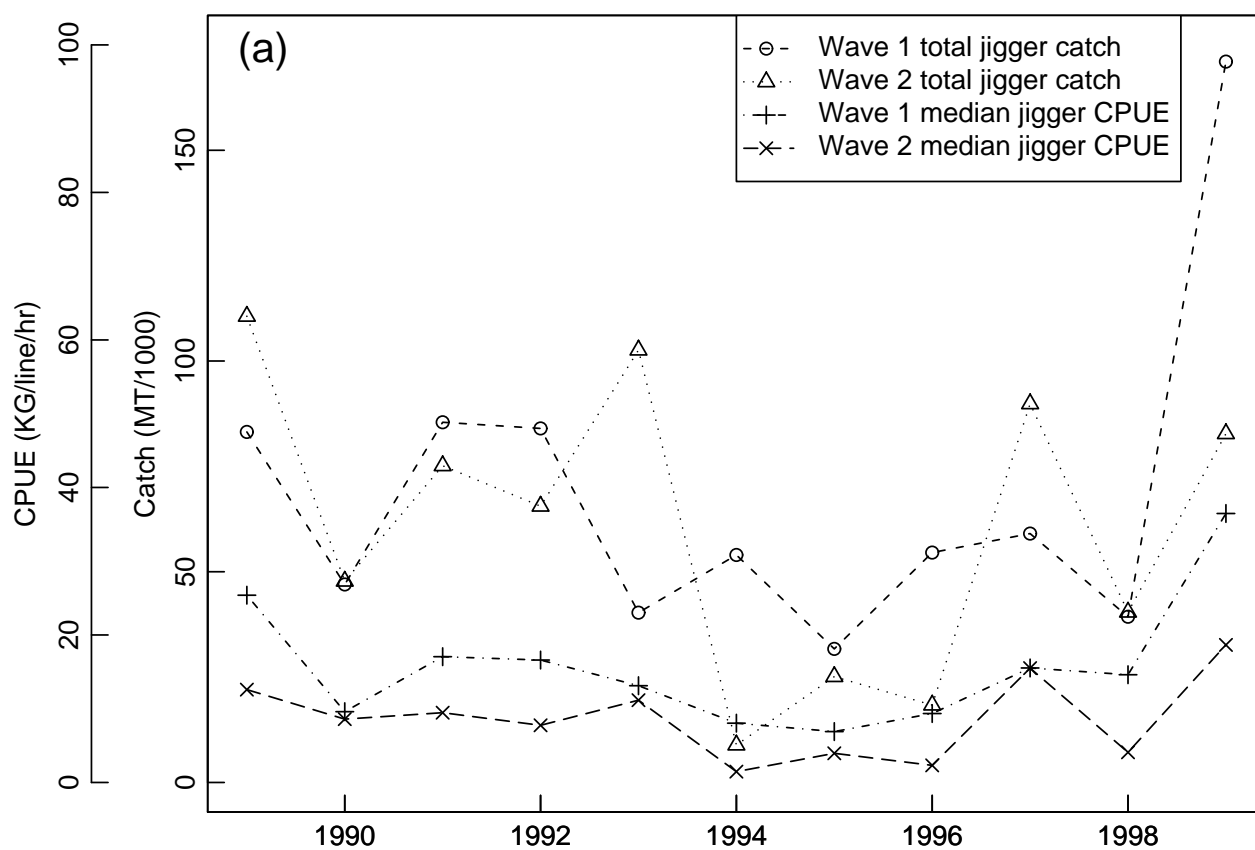 (a)
Wave 1 total jigger catch
Wave 2 total jigger catch
Wave 1 median jigger CPUE
Wave 2 median jigger CPUE
CPUE (KG/line/hr)
0 20 40 60 80 100
Catch (MT/1000)
0 50 100 150
1990 1992 1994 1996 1998